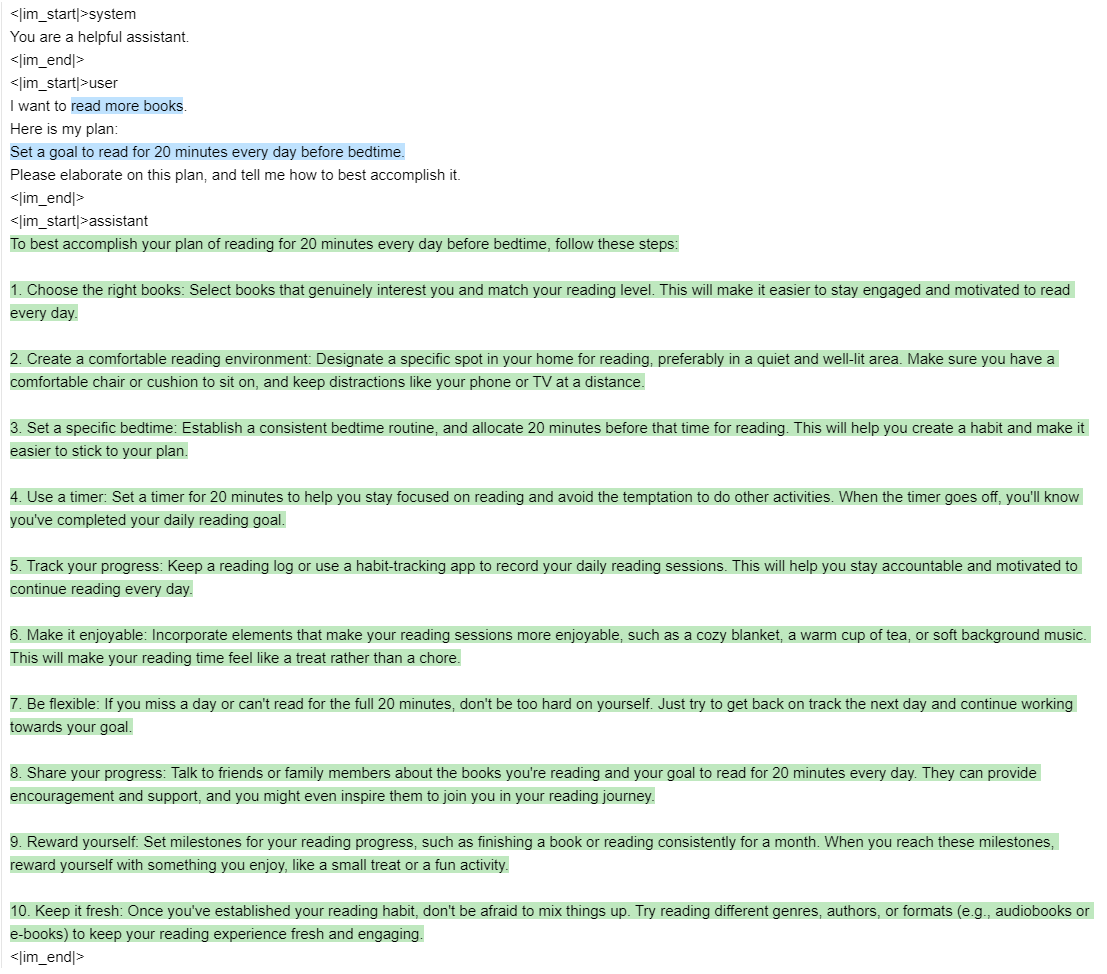 <|im_start|>system
You are a helpful assistant.
<|im_end|>
<|im_start|>user
I want to read more books.
Here is my plan:
Set a goal to read for 20 minutes every day before bedtime.
Please elaborate on this plan, and tell me how to best accomplish it.
<|im_end|>
<|im_start|>assistant
To best accomplish your plan of reading for 20 minutes every day before bedtime, follow these steps:
1. Choose the right books: Select books that genuinely interest you and match your reading level. This will make it easier to stay engaged and motivated to read
every day.
2. Create a comfortable reading environment: Designate a specific spot in your home for reading, preferably in a quiet and well-lit area. Make sure you have a
comfortable chair or cushion to sit on, and keep distractions like your phone or TV at a distance.
3. Set a specific bedtime: Establish a consistent bedtime routine, and allocate 20 minutes before that time for reading. This will help you create a habit and make it
easier to stick to your plan.
4. Use a timer: Set a timer for 20 minutes to help you stay focused on reading and avoid the temptation to do other activities. When the timer goes off, you'll know
you've completed your daily reading goal.
5. Track your progress: Keep a reading log or use a habit-tracking app to record your daily reading sessions. This will help you stay accountable and motivated to
continue reading every day.
6. Make it enjoyable: Incorporate elements that make your reading sessions more enjoyable, such as a cozy blanket, a warm cup of tea, or soft background music.
This will make your reading time feel like a treat rather than a chore.
7. Be flexible: If you miss a day or can't read for the full 20 minutes, don't be too hard on yourself. Just try to get back on track the next day and continue working
towards your goal.
8. Share your progress: Talk to friends or family members about the books you're reading and your goal to read for 20 minutes every day. They can provide
encouragement and support, and you might even inspire them to join you in your reading journey.
9. Reward yourself: Set milestones for your reading progress, such as finishing a book or reading consistently for a month. When you reach these milestones,
reward yourself with something you enjoy, like a small treat or a fun activity.
10. Keep it fresh: Once you've established your reading habit, don't be afraid to mix things up. Try reading different genres, authors, or formats (e.g., audiobooks or
e-books) to keep your reading experience fresh and engaging.
<|im_end|>